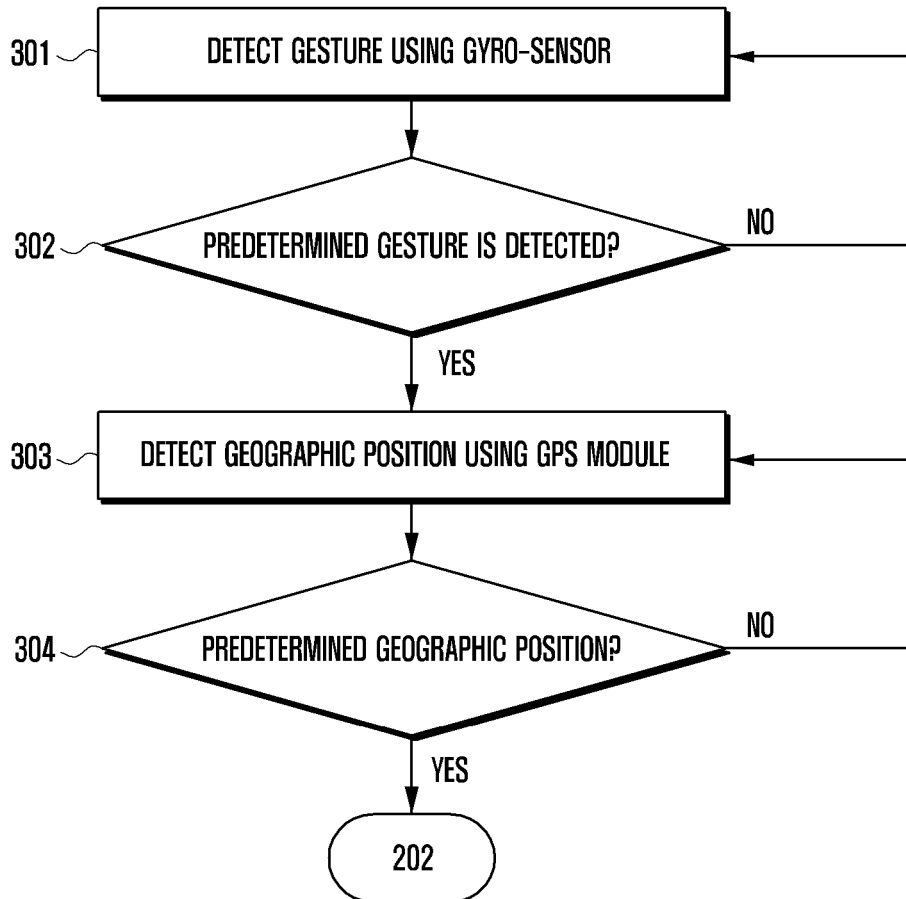 301
DETECT GESTURE USING GYRO-SENSOR
302
PREDETERMINED GESTURE IS DETECTED?
NO
YES
303
DETECT GEOGRAPHIC POSITION USING GPS MODULE
304
PREDETERMINED GEOGRAPHIC POSITION?
NO
YES
202